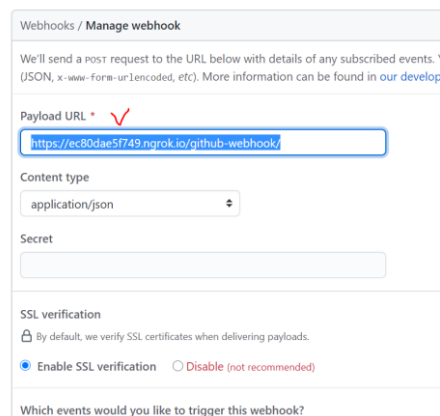 Webhooks / Manage webhook
We'll send a POST request to the URL below with details of any subscribed events.
(JSON, x-www-form-urlencoded, etc). More information can be found in our develop
Payload URL *
https://ec80dae5f749.ngrok.io/github-webhook/
Content type
application/json
Secret
SSL verification
By default, we verify SSL certificates when delivering payloads.
Enable SSL verification Disable (not recommended)
Which events would you like to trigger this webhook?